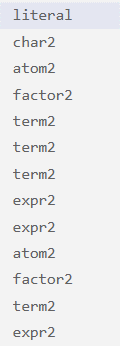 literal
char2
atom2
factor2
term2
term2
term2
expr2
expr2
atom2
factor2
term2
expr2